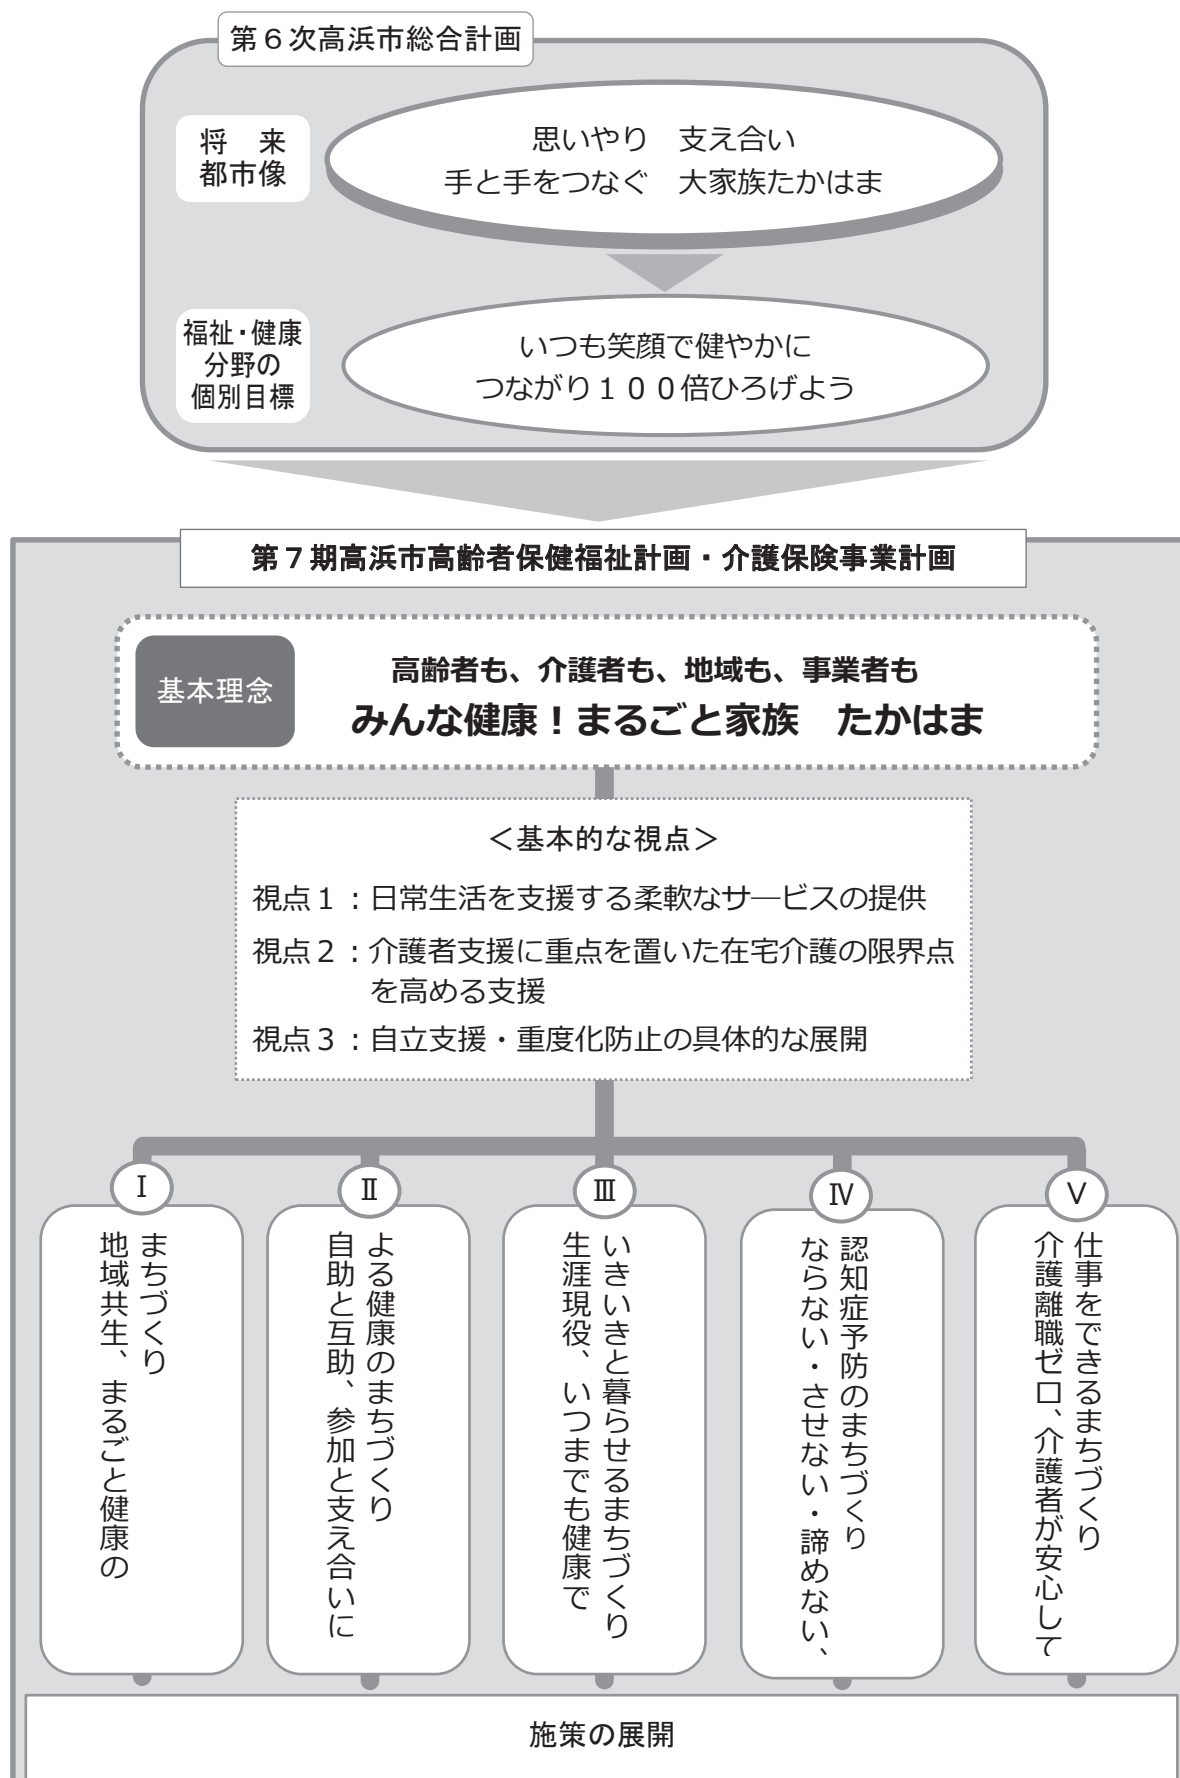 第６次高浜市総合計画
将　来
都市像
思いやり　支え合い
手と手をつなぐ　大家族たかはま
福祉・健康
分野の
個別目標
いつも笑顔で健やかに
つながり１００倍ひろげよう
第７期高浜市高齢者保健福祉計画・介護保険事業計画
基本理念
高齢者も、介護者も、地域も、事業者も
みんな健康！まるごと家族　たかはま
＜基本的な視点＞
視点１：日常生活を支援する柔軟なサ―ビスの提供
視点２：介護者支援に重点を置いた在宅介護の限界点
を高める支援
視点３：自立支援・重度化防止の具体的な展開
Ⅰ
地域共生、まるごと健康の
まちづくり
Ⅱ
自助と互助、参加と支え合いに
よる健康のまちづくり
Ⅲ
生涯現役、いつまでも健康で
いきいきと暮らせるまちづくり
Ⅳ
ならない・させない・諦めない、
認知症予防のまちづくり
Ⅴ
介護離職ゼロ、介護者が安心して
仕事をできるまちづくり
施策の展開